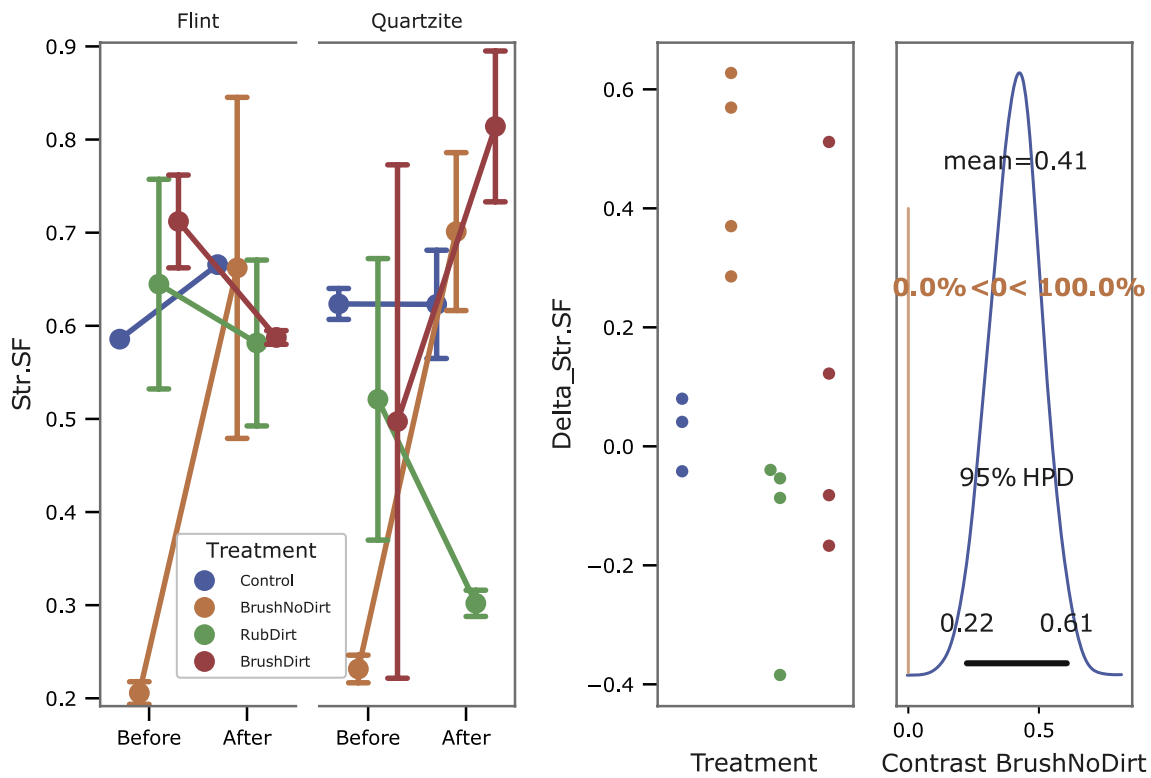 Flint
Quartzite
Str.SF
0.9
0.8
0.7
0.6
0.5
0.4
0.3
0.2
Treatment
Control
BrushNoDirt
RubDirt
BrushDirt
Before
After
Before
After
Delta_Str.SF
0.6
0.4
0.2
0.0
−0.2
−0.4
Treatment
mean=0.41
0.0%<0< 100.0%
95% HPD
0.22
0.61
0.0
0.5
Contrast BrushNoDirt